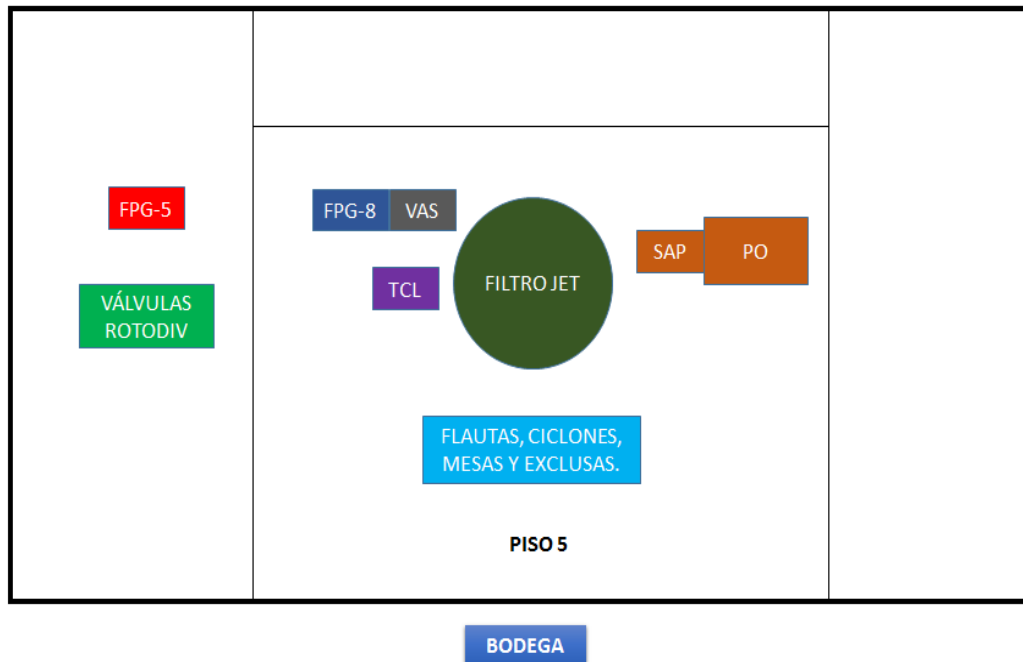 FPG-5
FPG-8
VAS
SAP
PO
TCL
FILTRO JET
VÁLVULAS
ROTODIV
FLAUTAS, CICLONES,
MESAS Y EXCLUSAS.
PISO 5
BODEGA